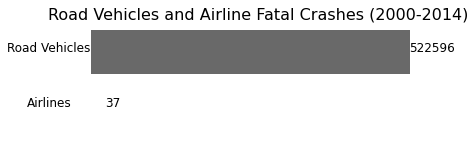 Road Vehicles and Airline Fatal Crashes (2000-2014)
Road Vehicles 522596
Airlines 37